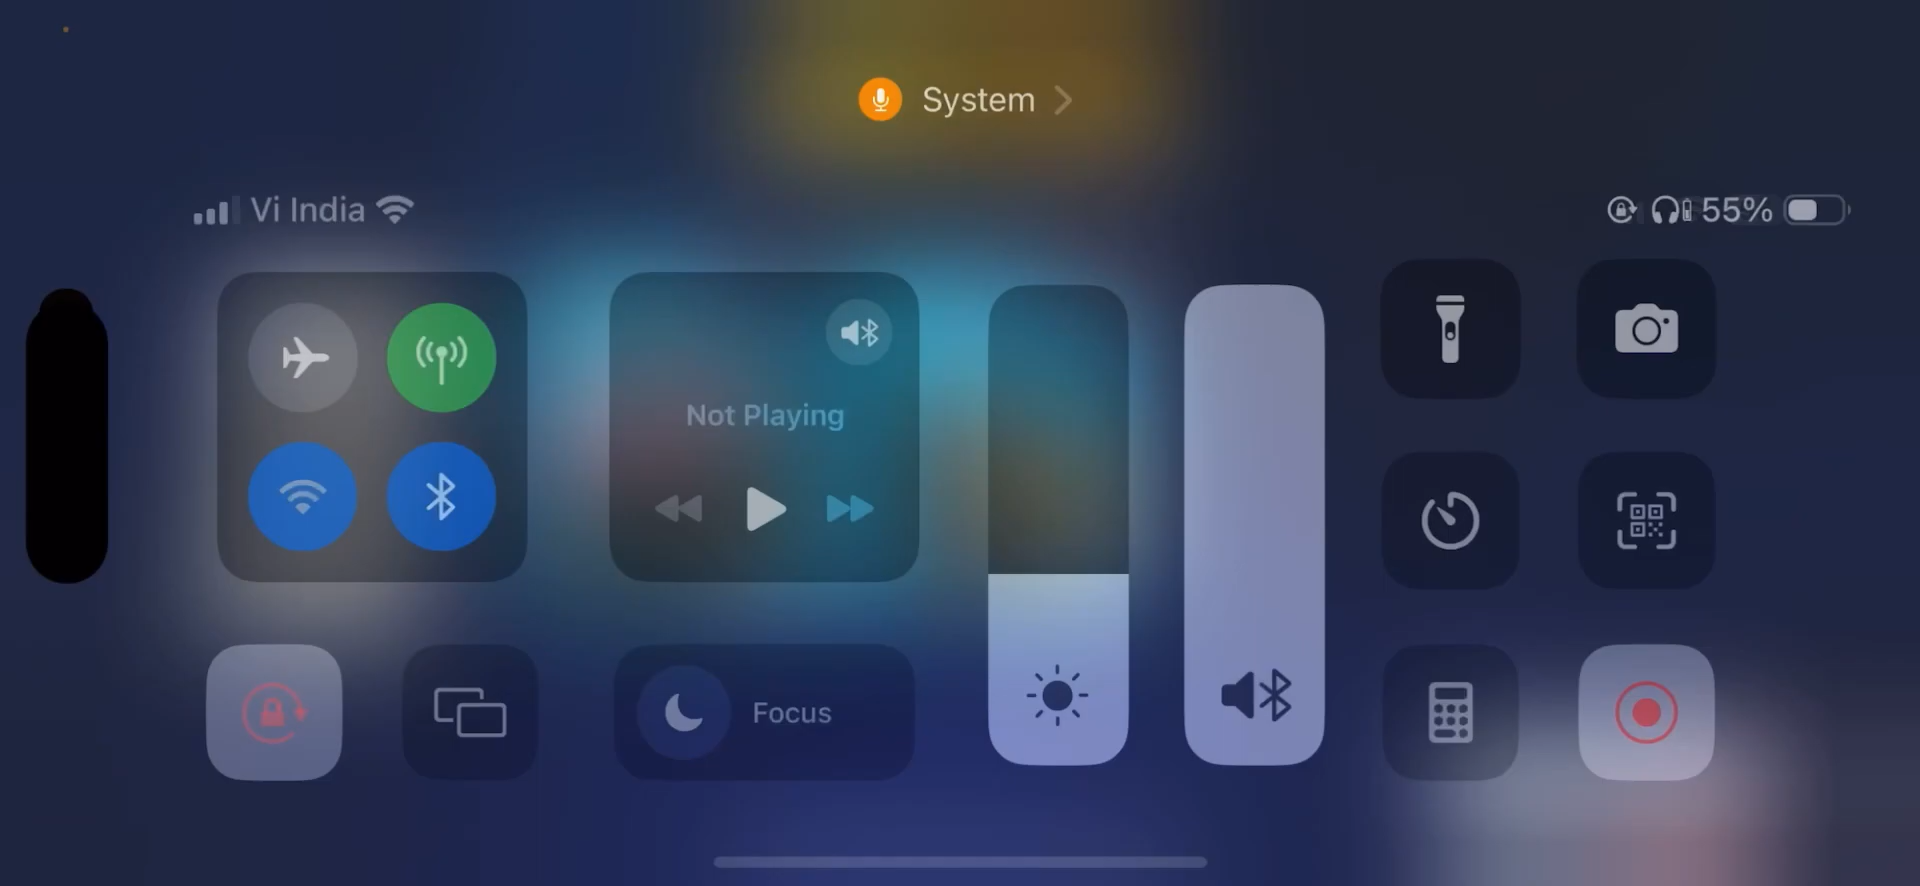 System
Vi India
55%
Not Playing
Focus